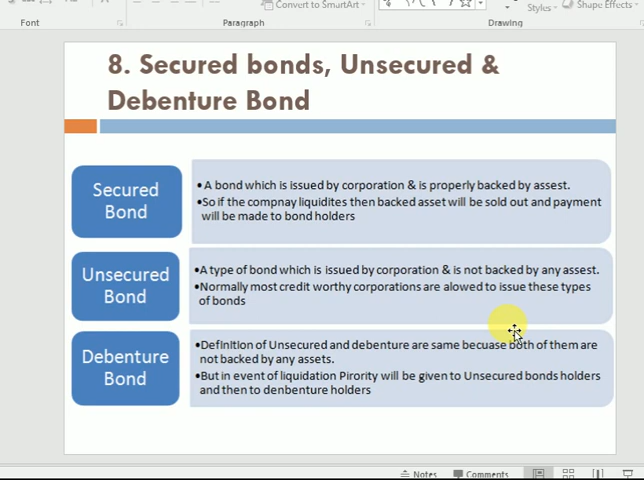 Convert to SmartArt
Shape Effects
Styles
Font
Paragraph
Drawing
8. Secured bonds, Unsecured &
Debenture Bond
Secured
Bond
•A bond which is issued by corporation & is properly backed by assest.
•So if the compnay liquidites then backed asset will be sold out and payment
will be made to bond holders
Unsecured
Bond
•A type of bond which is issued by corporation & is not backed by any assest.
•Normally most credit worthy corporations are alowed to issue these types
of bonds
Debenture
Bond
•Definition of Unsecured and debenture are same becuase both of them are
not backed by any assets.
•But in event of liquidation Pirority will be given to Unsecured bonds holders
and then to denbenture holders
Notes
Comments